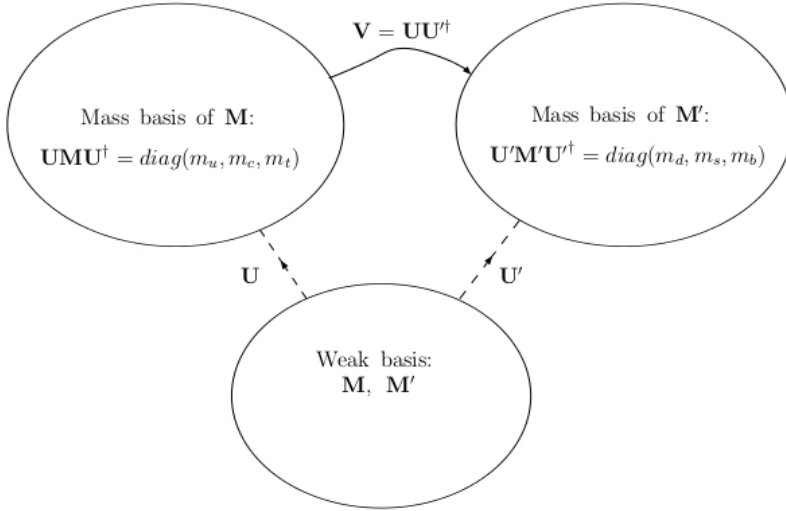 V = UU′†
Mass basis of M:
UMU† = diag(m_u, m_c, m_t)
Mass basis of M′:
U′M′U′† = diag(m_d, m_s, m_b)
U
U′
Weak basis:
M, M′